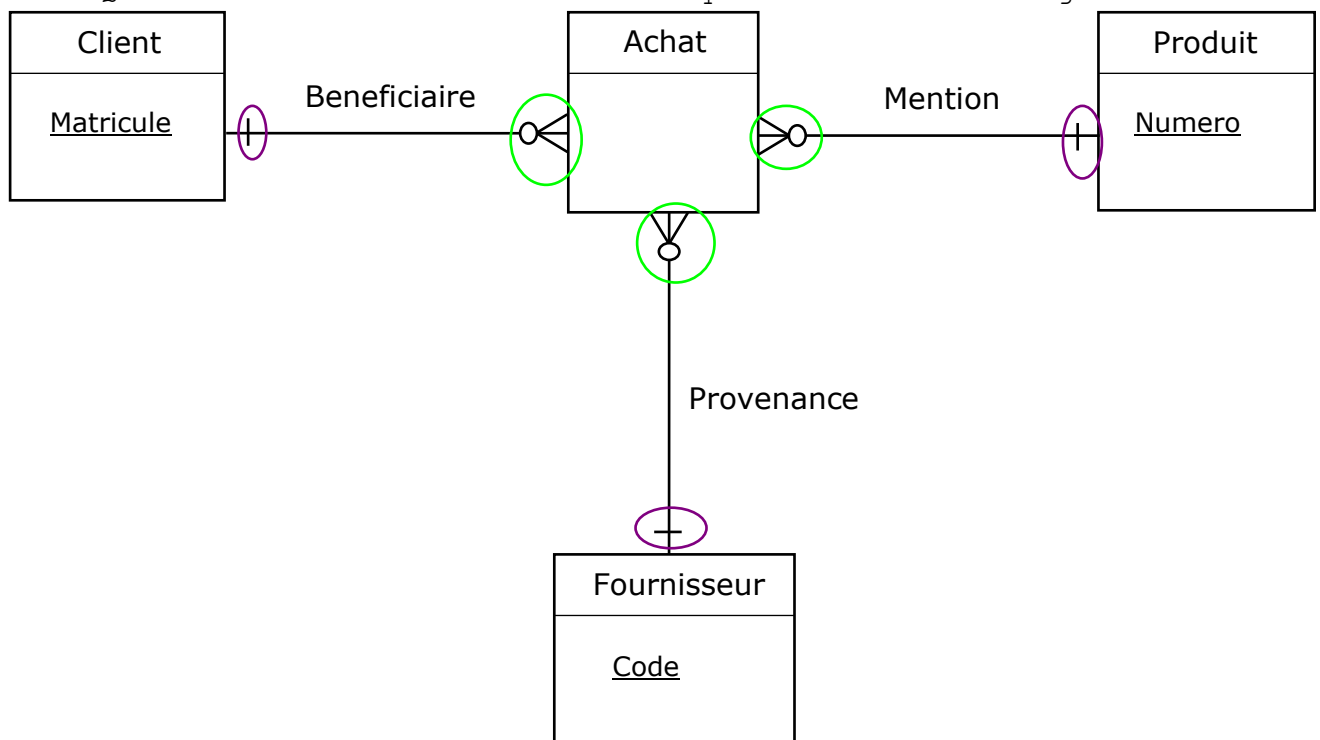 Client
Achat
Produit
Beneficiaire
Mention
Matricule
Numero
Provenance
Fournisseur
Code